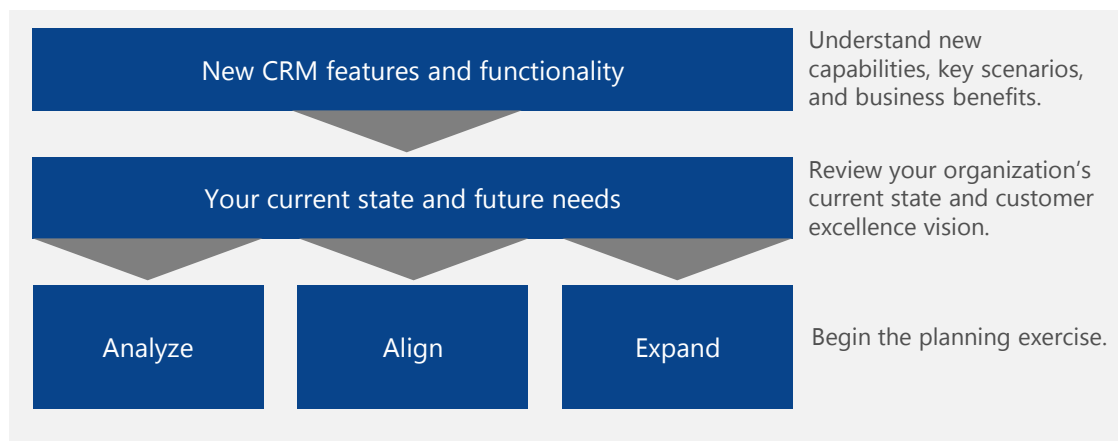 New CRM features and functionality
Understand new
capabilities, key scenarios,
and business benefits.
Your current state and future needs
Review your organization’s
current state and customer
excellence vision.
Analyze
Align
Expand
Begin the planning exercise.